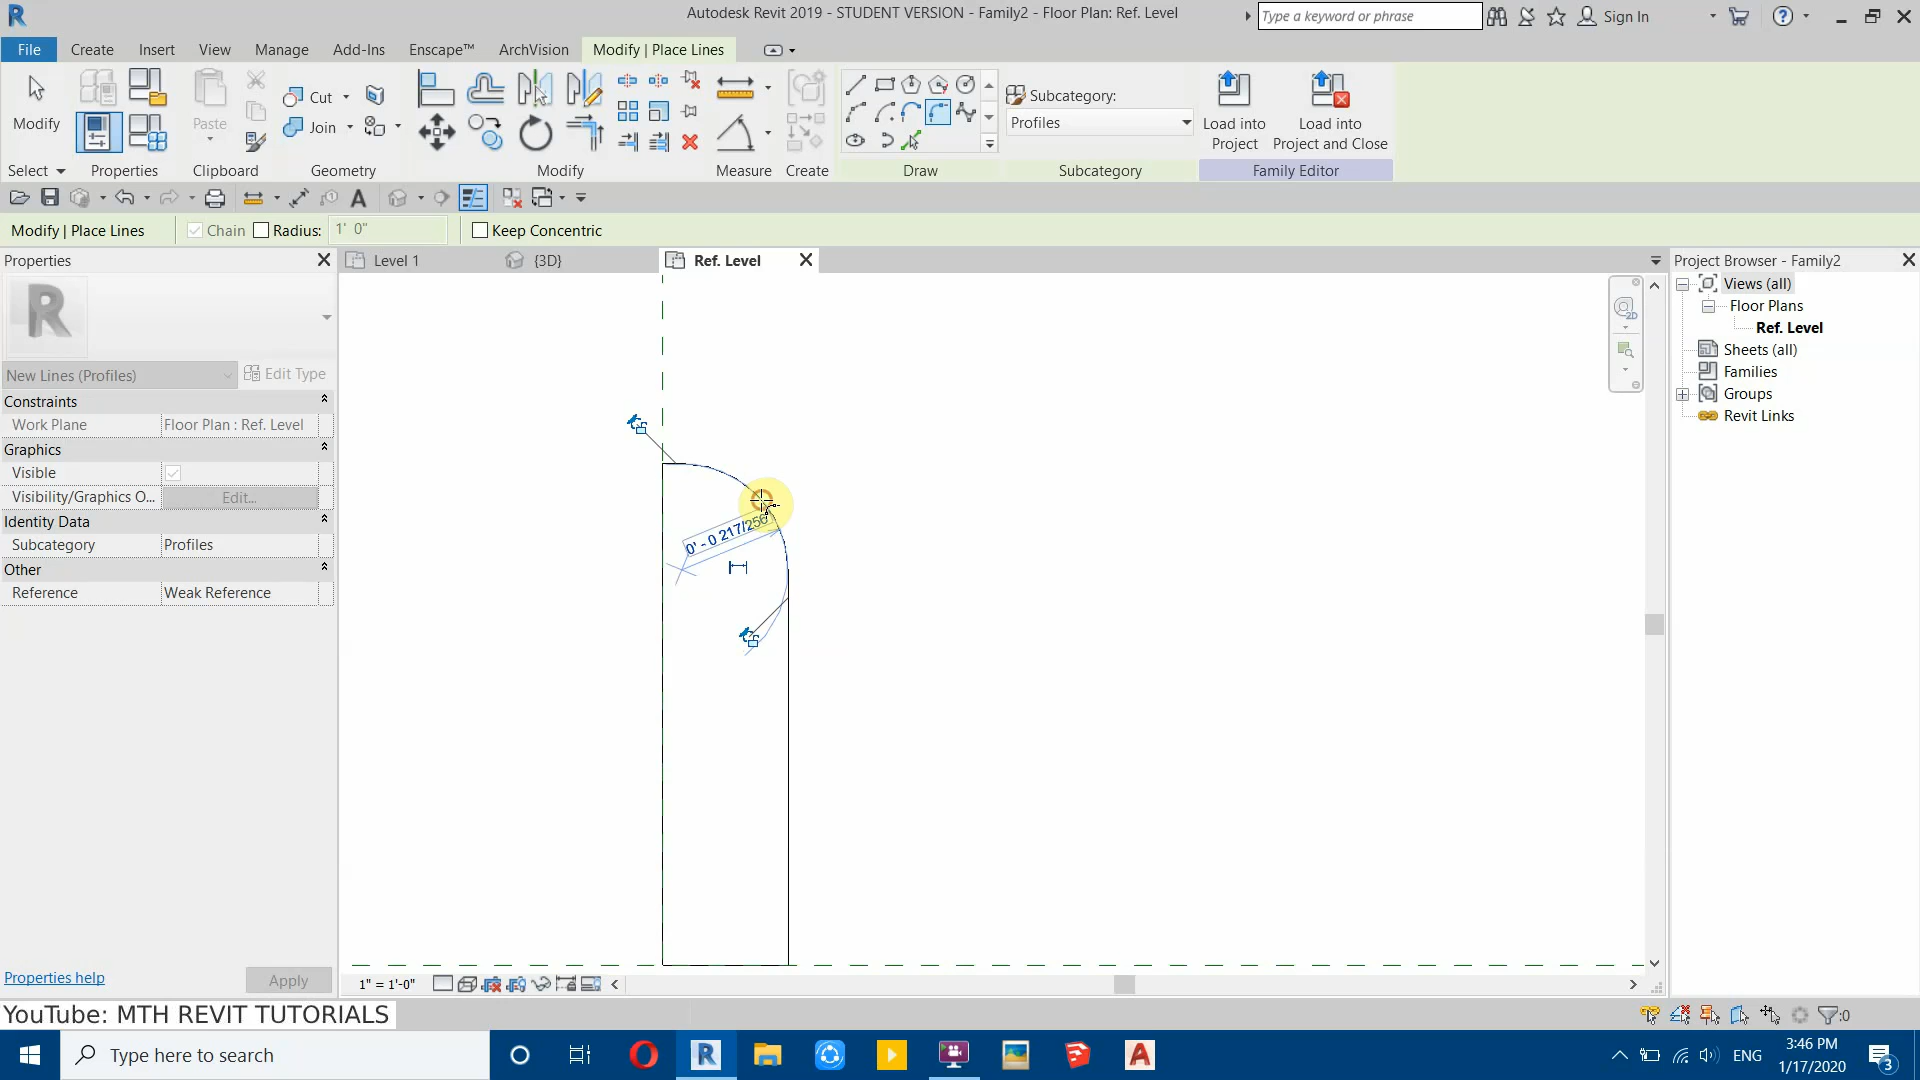 Autodesk Revit 2019 - STUDENT VERSION - Family2 - Floor Plan: Ref. Level
Type a keyword or phrase
Sign In
File Create Insert View Manage Add-Ins Enscape™ ArchVision Modify | Place Lines
Modify
Paste
Cut
Join
Subcategory:
Profiles
Load into
Project
Load into
Project and Close
Select Properties Clipboard Geometry Modify Measure Create Draw Subcategory Family Editor
Modify | Place Lines Chain Radius: 1' 0" Keep Concentric
Properties
Level 1 {3D} Ref. Level
Project Browser - Family2
Views (all)
Floor Plans
Ref. Level
Sheets (all)
Families
Groups
Revit Links
New Lines (Profiles) Edit Type
Constraints
Work Plane Floor Plan : Ref. Level
Graphics
Visible
Visibility/Graphics O... Edit...
Identity Data
Subcategory Profiles
Other
Reference Weak Reference
0' - 0 217/256"
Properties help Apply
1" = 1'-0"
:0
YouTube: MTH REVIT TUTORIALS
Type here to search
ENG
3:46 PM
1/17/2020
3